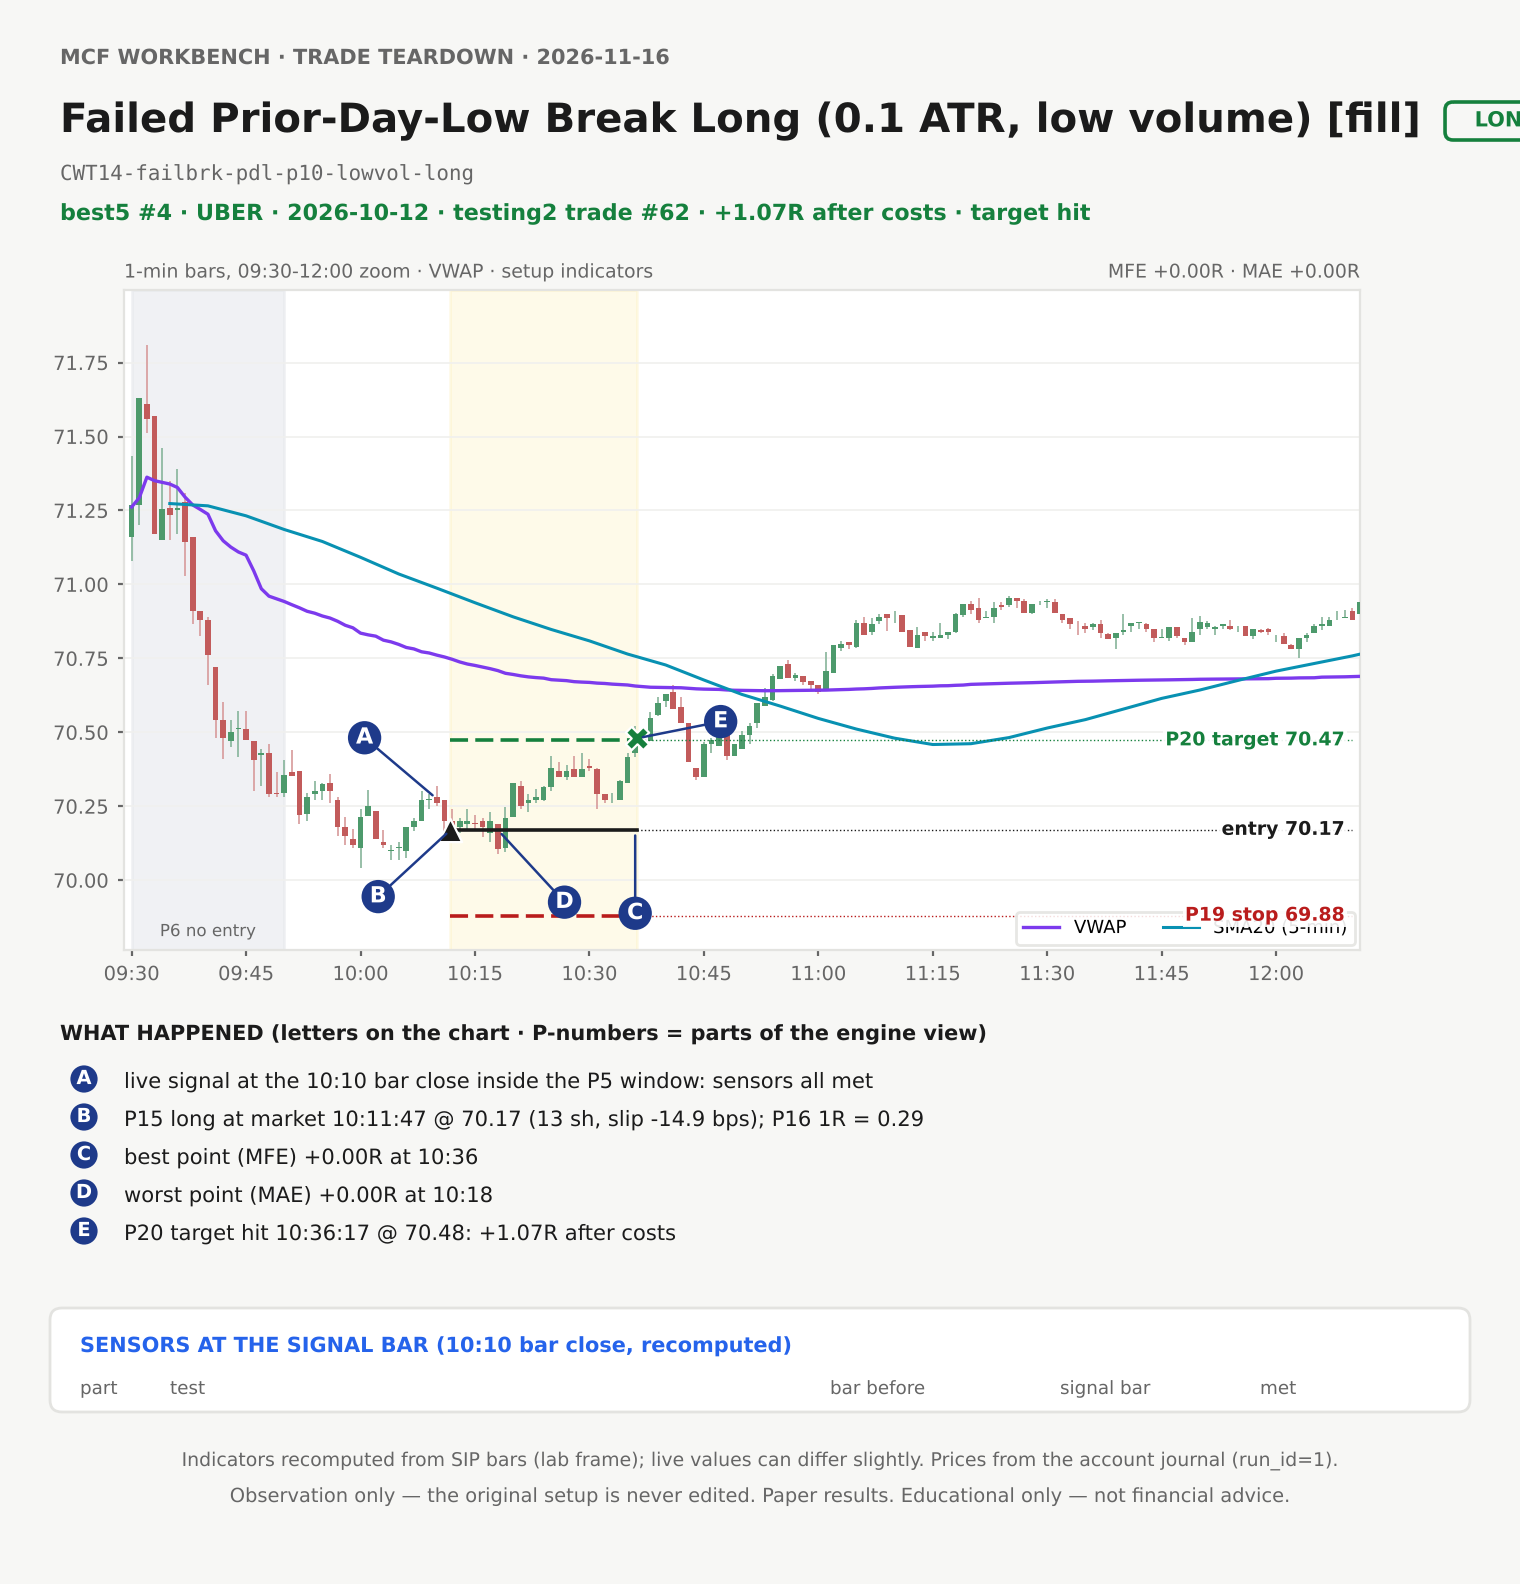 MCF WORKBENCH · TRADE TEARDOWN · 2026-11-16
Failed Prior-Day-Low Break Long (0.1 ATR, low volume) [fill] LON
CWT14-failbrk-pdl-p10-lowvol-long
best5 #4 · UBER · 2026-10-12 · testing2 trade #62 · +1.07R after costs · target hit
1-min bars, 09:30-12:00 zoom · VWAP · setup indicators MFE +0.00R · MAE +0.00R
71.75
71.50
71.25
71.00
70.75
70.50
70.25
70.00
A
B
C
D
E
P20 target 70.47
entry 70.17
P19 stop 69.88
P6 no entry
VWAP SMA20 (5-min)
09:30 09:45 10:00 10:15 10:30 10:45 11:00 11:15 11:30 11:45 12:00
WHAT HAPPENED (letters on the chart · P-numbers = parts of the engine view)
A live signal at the 10:10 bar close inside the P5 window: sensors all met
B P15 long at market 10:11:47 @ 70.17 (13 sh, slip -14.9 bps); P16 1R = 0.29
C best point (MFE) +0.00R at 10:36
D worst point (MAE) +0.00R at 10:18
E P20 target hit 10:36:17 @ 70.48: +1.07R after costs
SENSORS AT THE SIGNAL BAR (10:10 bar close, recomputed)
part test bar before signal bar met
Indicators recomputed from SIP bars (lab frame); live values can differ slightly. Prices from the account journal (run_id=1).
Observation only — the original setup is never edited. Paper results. Educational only — not financial advice.